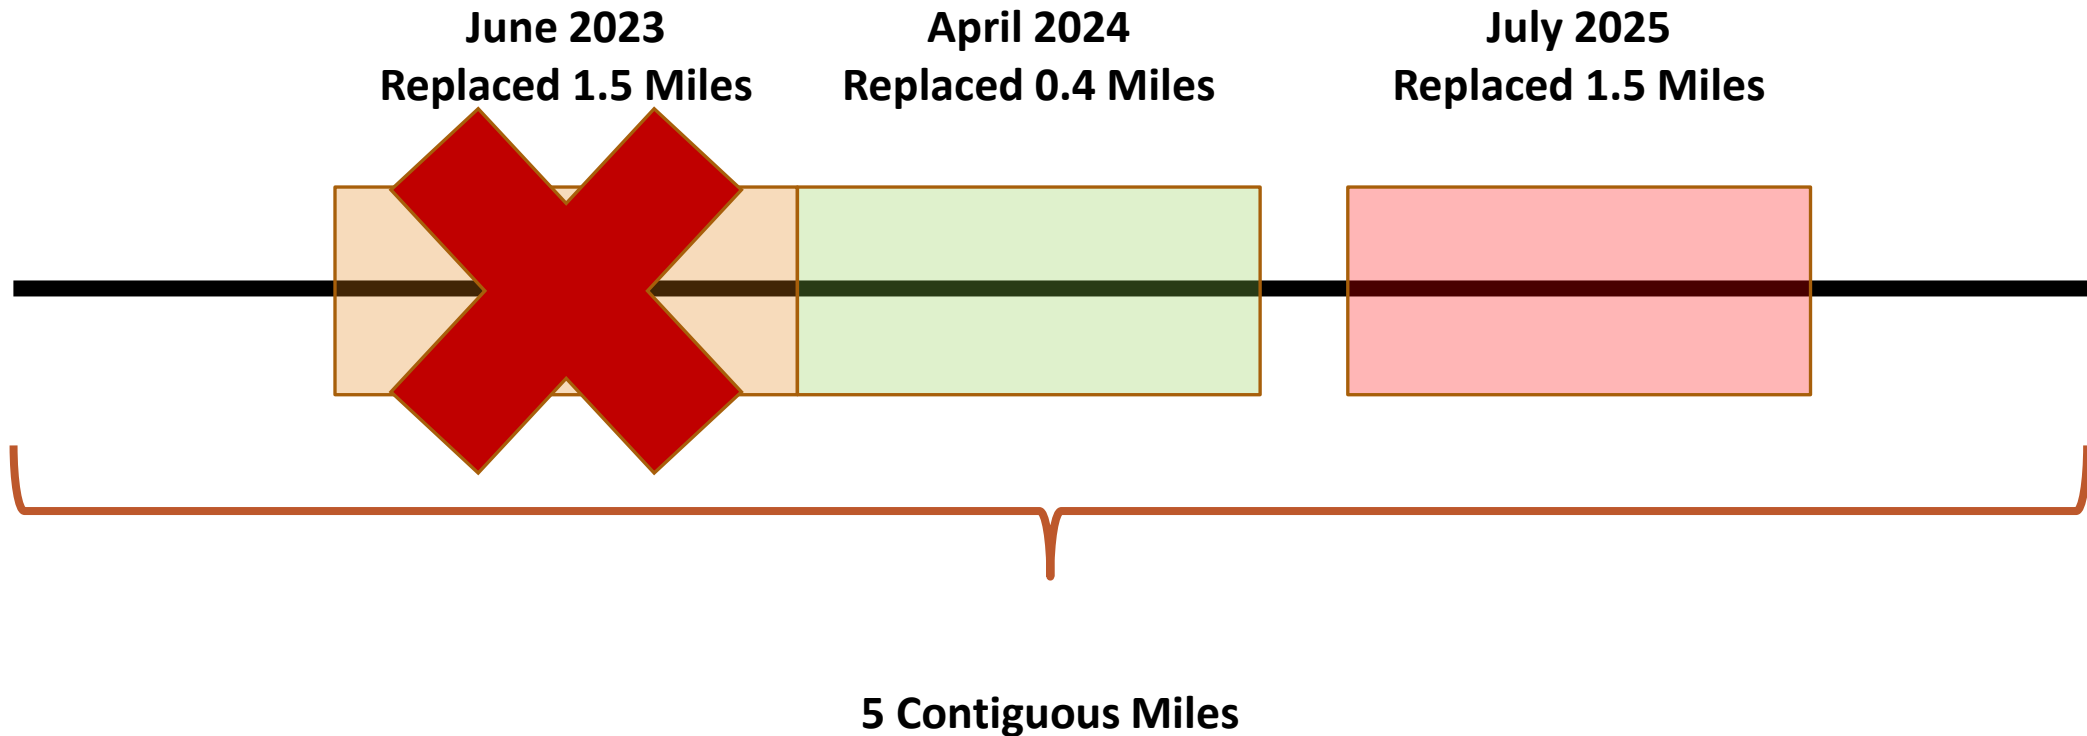 June 2023
Replaced 1.5 Miles
April 2024
Replaced 0.4 Miles
July 2025
Replaced 1.5 Miles
5 Contiguous Miles